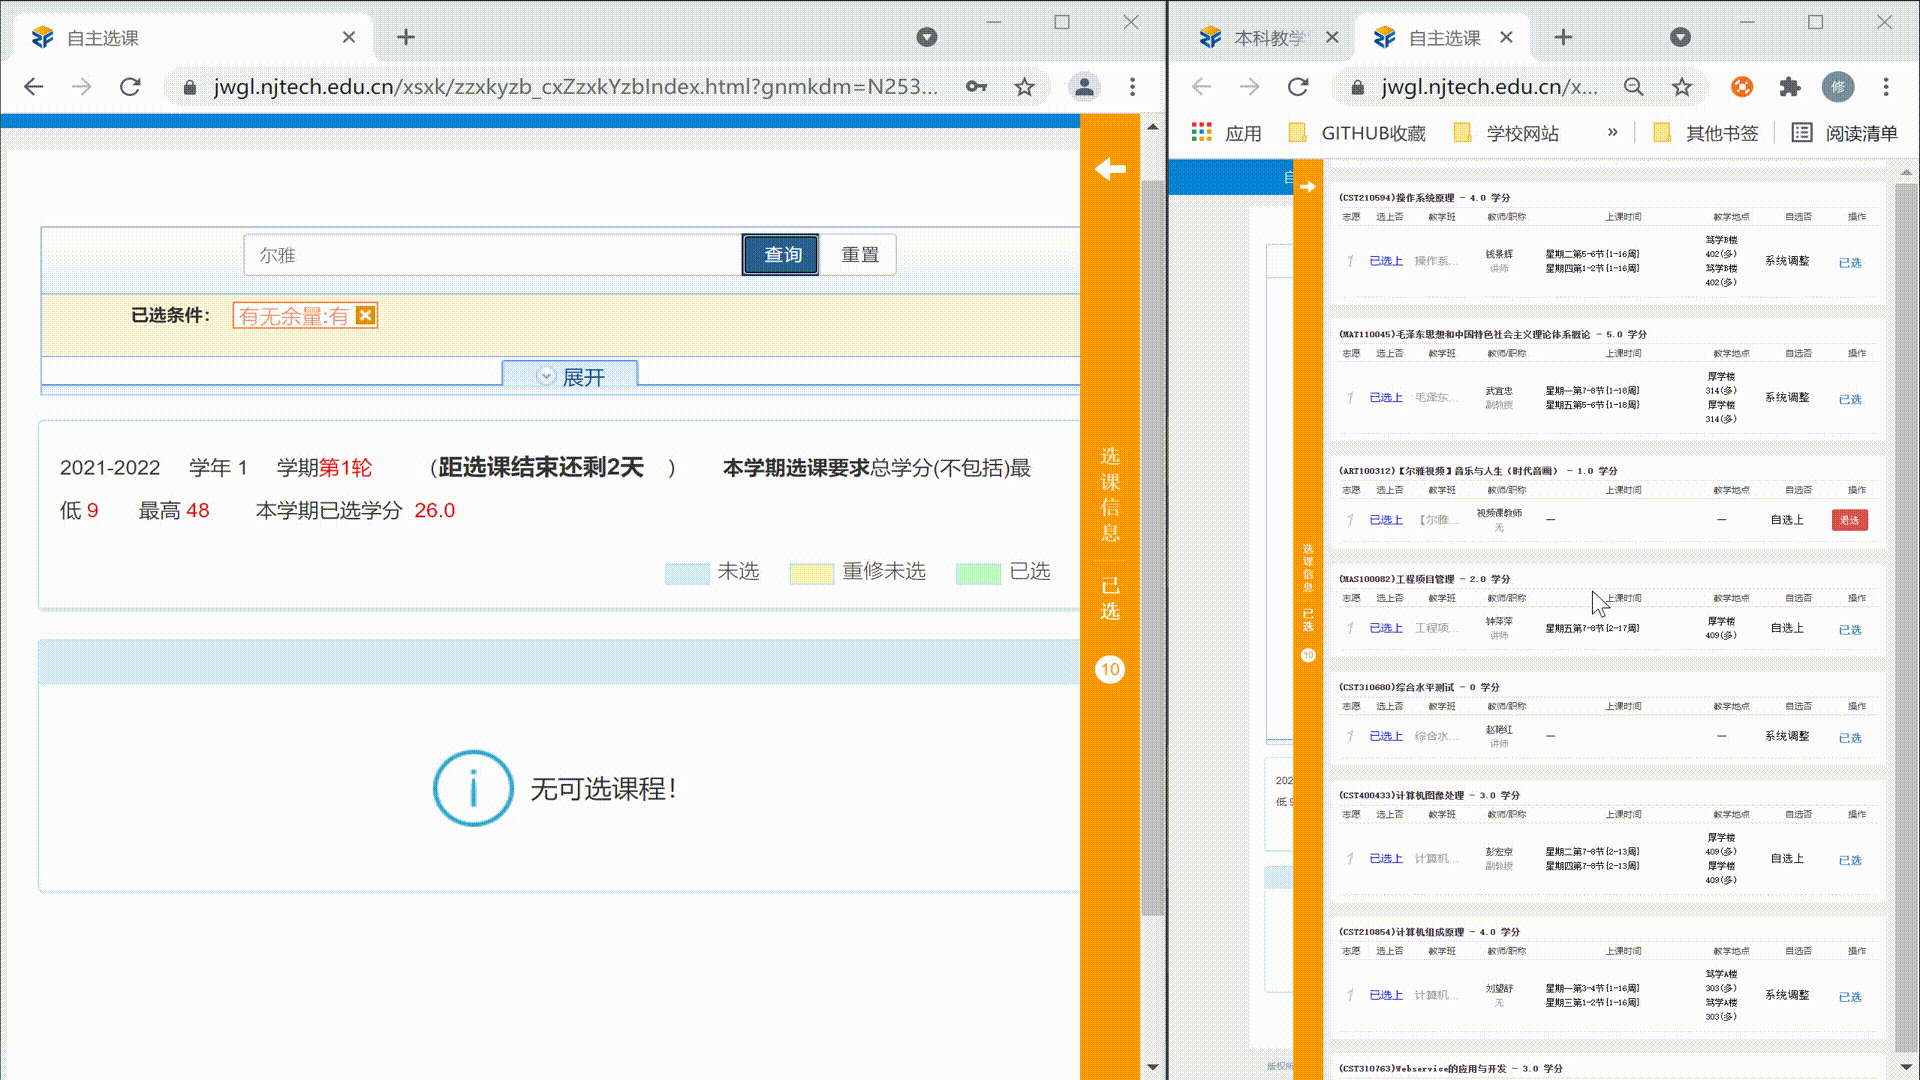 自主选课
jwgl.njtech.edu.cn/xsxk/zzxkyzb_cxZzxkYzbIndex.html?gnmkdm=N253...
尔雅
查询
重置
已选条件：
有无余量:有
展开
2021-2022 学年 1 学期第1轮 （距选课结束还剩2天 ） 本学期选课要求总学分(不包括)最
低 9 最高 48 本学期已选学分 26.0
未选 重修未选 已选
无可选课程！
选课信息
已选
10
本科教学
自主选课
jwgl.njtech.edu.cn/x...
修
应用 GITHUB收藏 学校网站 » 其他书签 阅读清单
自
202
低 9
版权所
选课信息
已选
10
(CST210594)操作系统原理 - 4.0 学分
志愿 选上否 教学班 教师/职称 上课时间 教学地点 自选否 操作
1 已选上 操作系... 钱景辉 讲师 星期二第5-6节{1-16周} 星期四第1-2节{1-16周} 笃学B楼 402(多) 笃学B楼 402(多) 系统调整 已选
(MAT110045)毛泽东思想和中国特色社会主义理论体系概论 - 5.0 学分
志愿 选上否 教学班 教师/职称 上课时间 教学地点 自选否 操作
1 已选上 毛泽东... 武宜忠 副教授 星期一第7-8节{1-18周} 星期五第5-6节{1-18周} 厚学楼 314(多) 厚学楼 314(多) 系统调整 已选
(ART100312)【尔雅视频】音乐与人生（时代音画） - 1.0 学分
志愿 选上否 教学班 教师/职称 上课时间 教学地点 自选否 操作
1 已选上 【尔雅... 视频课教师 无 — — 自选上 退选
(MAS100082)工程项目管理 - 2.0 学分
志愿 选上否 教学班 教师/职称 上课时间 教学地点 自选否 操作
1 已选上 工程项... 钟萍萍 讲师 星期五第7-8节{2-17周} 厚学楼 409(多) 自选上 已选
(CST310680)综合水平测试 - 0 学分
志愿 选上否 教学班 教师/职称 上课时间 教学地点 自选否 操作
1 已选上 综合水... 赵艳红 讲师 — — 系统调整 已选
(CST400433)计算机图像处理 - 3.0 学分
志愿 选上否 教学班 教师/职称 上课时间 教学地点 自选否 操作
1 已选上 计算机... 彭宏京 副教授 星期二第7-8节{2-13周} 星期四第7-8节{2-13周} 厚学楼 409(多) 厚学楼 409(多) 自选上 已选
(CST210854)计算机组成原理 - 4.0 学分
志愿 选上否 教学班 教师/职称 上课时间 教学地点 自选否 操作
1 已选上 计算机... 刘望舒 无 星期一第3-4节{1-16周} 星期三第1-2节{1-16周} 笃学A楼 303(多) 笃学A楼 303(多) 系统调整 已选
(CST310763)Webservice的应用与开发 - 3.0 学分